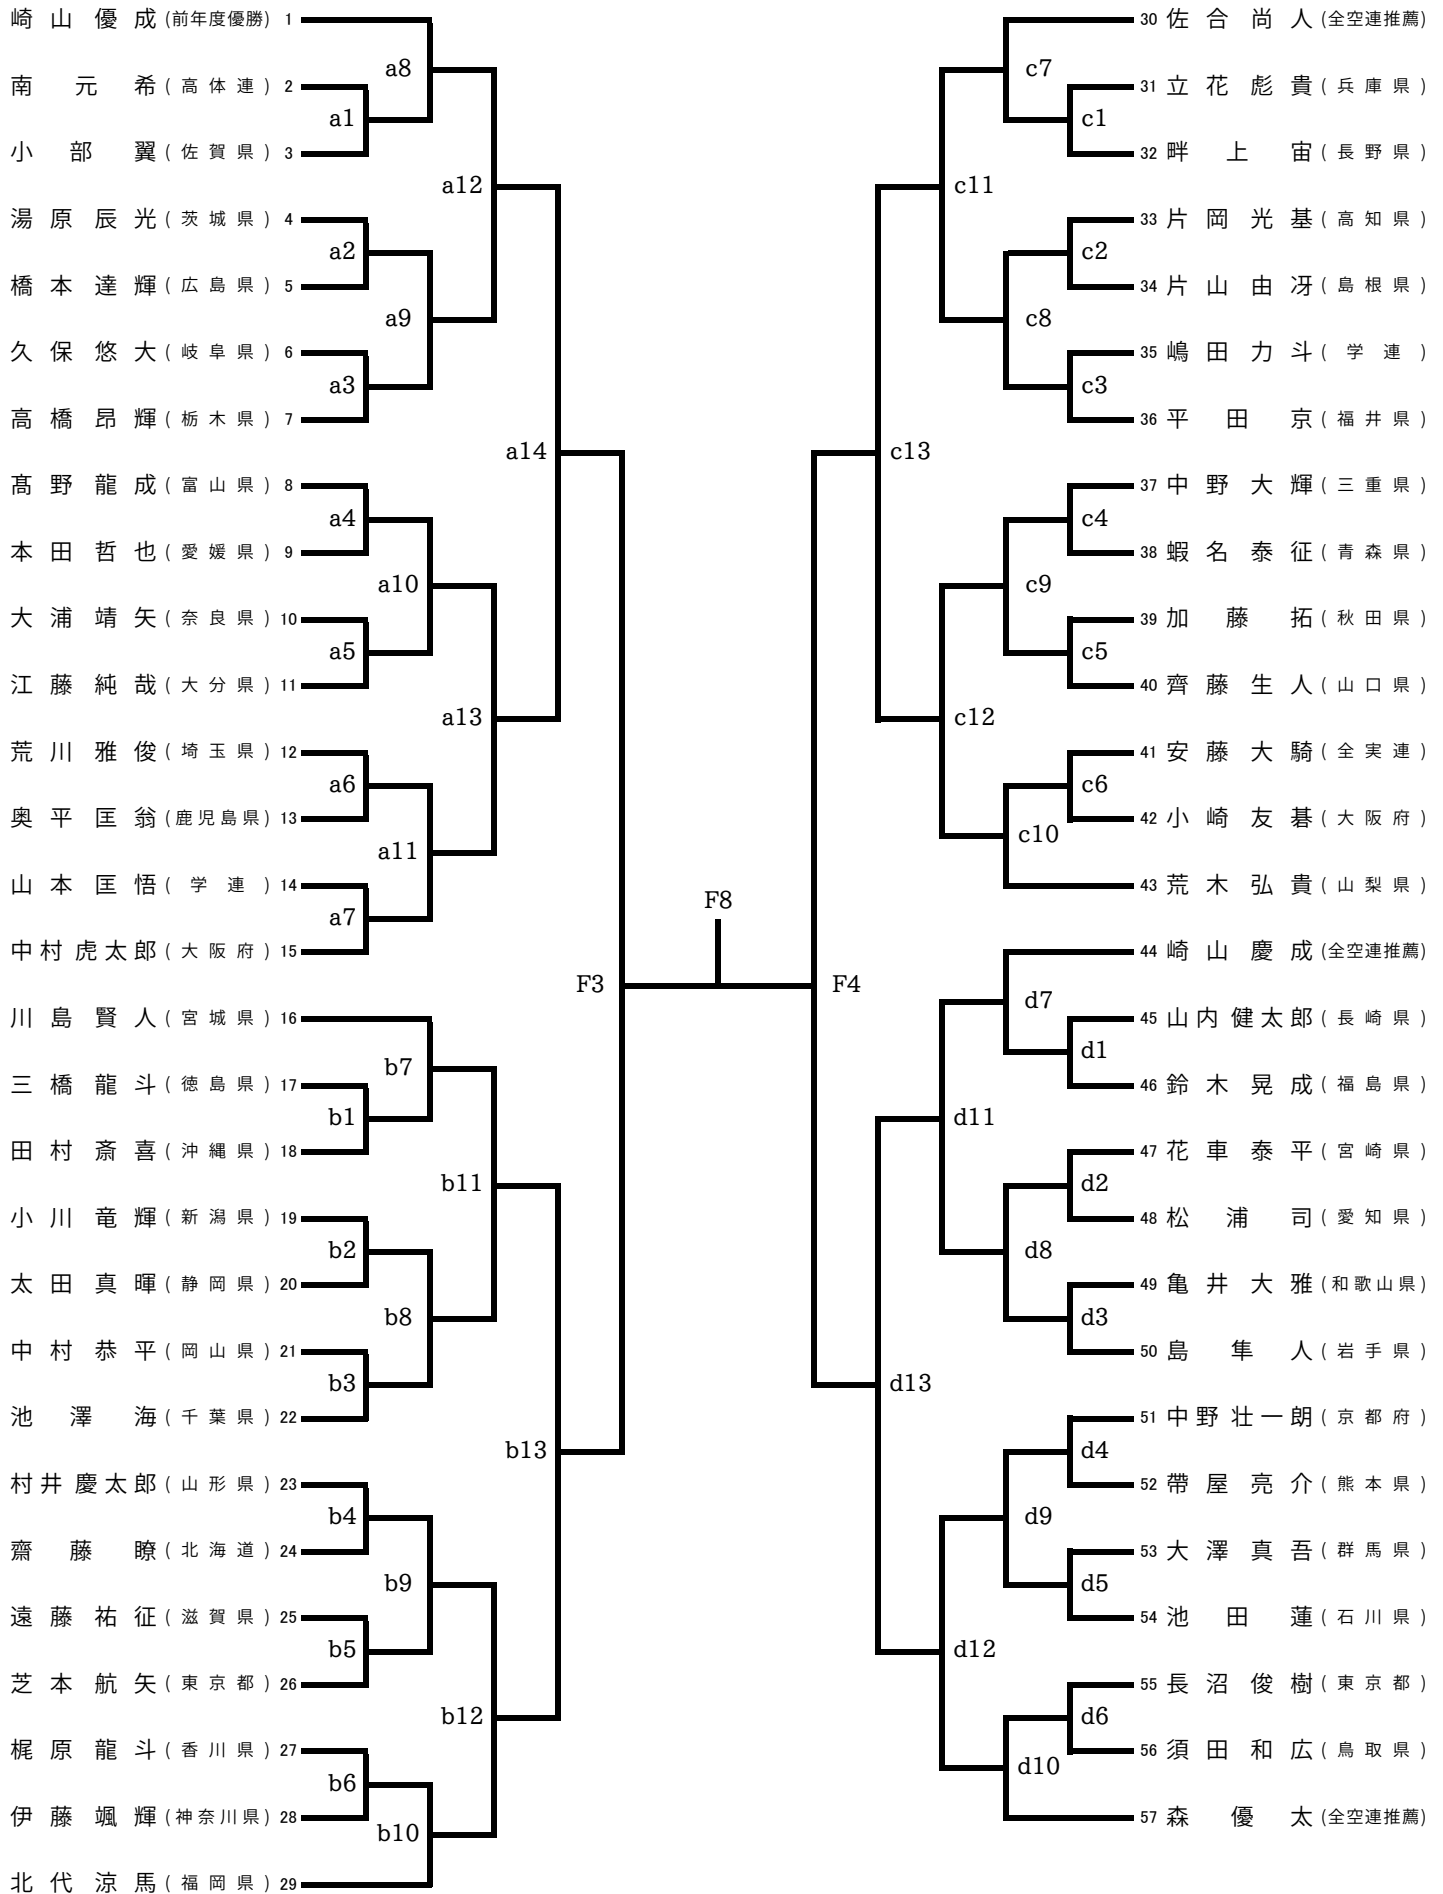 崎山優成(前年度優勝) 1
a8
南元希(高体連) 2
a1
小部翼(佐賀県) 3
a12
湯原辰光(茨城県) 4
a2
橋本達輝(広島県) 5
a9
久保悠大(岐阜県) 6
a3
高橋昂輝(栃木県) 7
a14
髙野龍成(富山県) 8
a4
本田哲也(愛媛県) 9
a10
大浦靖矢(奈良県) 10
a5
江藤純哉(大分県) 11
a13
荒川雅俊(埼玉県) 12
a6
奥平匡翁(鹿児島県) 13
a11
山本匡悟(学連) 14
a7
中村虎太郎(大阪府) 15
F3
川島賢人(宮城県) 16
b7
三橋龍斗(徳島県) 17
b1
田村斎喜(沖縄県) 18
b11
小川竜輝(新潟県) 19
b2
太田真暉(静岡県) 20
b8
中村恭平(岡山県) 21
b3
池澤海(千葉県) 22
b13
村井慶太郎(山形県) 23
b4
齋藤瞭(北海道) 24
b9
遠藤祐征(滋賀県) 25
b5
芝本航矢(東京都) 26
b12
梶原龍斗(香川県) 27
b6
伊藤颯輝(神奈川県) 28
b10
北代涼馬(福岡県) 29
F8
30 佐合尚人(全空連推薦)
c7
31 立花彪貴(兵庫県)
c1
32 畔上宙(長野県)
c11
33 片岡光基(高知県)
c2
34 片山由冴(島根県)
c8
35 嶋田力斗(学連)
c3
36 平田京(福井県)
c13
37 中野大輝(三重県)
c4
38 蝦名泰征(青森県)
c9
39 加藤拓(秋田県)
c5
40 齊藤生人(山口県)
c12
41 安藤大騎(全実連)
c6
42 小崎友碁(大阪府)
c10
43 荒木弘貴(山梨県)
44 崎山慶成(全空連推薦)
F4
d7
45 山内健太郎(長崎県)
d1
46 鈴木晃成(福島県)
d11
47 花車泰平(宮崎県)
d2
48 松浦司(愛知県)
d8
49 亀井大雅(和歌山県)
d3
50 島隼人(岩手県)
d13
51 中野壮一朗(京都府)
d4
52 帶屋亮介(熊本県)
d9
53 大澤真吾(群馬県)
d5
54 池田蓮(石川県)
d12
55 長沼俊樹(東京都)
d6
56 須田和広(鳥取県)
d10
57 森優太(全空連推薦)